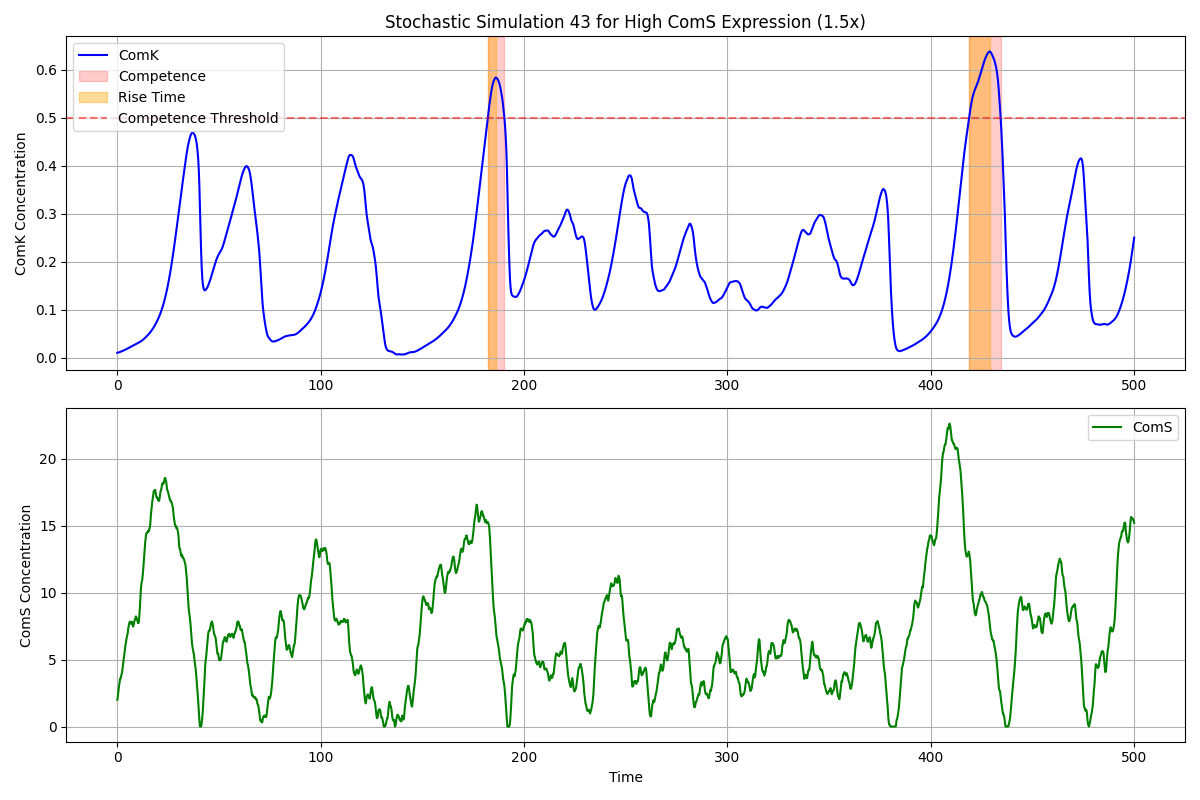 Stochastic Simulation 43 for High ComS Expression (1.5x)
ComK
Competence
Rise Time
Competence Threshold
ComK Concentration
0.6
0.5
0.4
0.3
0.2
0.1
0.0
0 100 200 300 400 500
ComS
ComS Concentration
20
15
10
5
0
0 100 200 300 400 500
Time